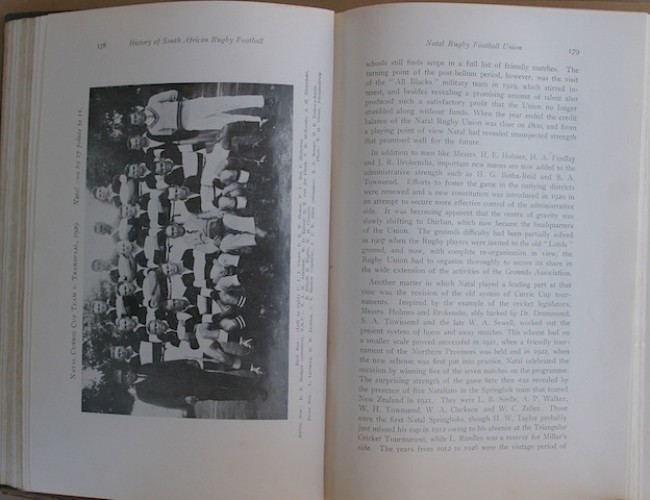 178
History of South African Rugby Football
NATAL CURRIE CUP TEAM v. TRANSVAAL, 1929. Natal won by 17 points to 11.
Natal Rugby Football Union
179
schools still finds scope in a full list of friendly matches. The
turning point of the post-bellum period, however, was the visit
of the "All Blacks" military team in 1919, which stirred in-
terest, and besides revealing a promising amount of talent also
produced such a satisfactory profit that the Union no longer
stumbled along without funds. When the year ended the credit
balance of the Natal Rugby Union was close on £800, and from
a playing point of view Natal had revealed unexpected strength
that promised well for the future.
In addition to men like Messrs. H. E. Holmes, H. A. Findlay
and J. R. Brokensha, important new names are now added to the
administrative strength such as H. G. Botha-Reid and S. A.
Townsend. Efforts to foster the game in the outlying districts
were renewed and a new constitution was introduced in 1920 in
an attempt to secure more effective control of the administrative
side. It was becoming apparent that the centre of gravity was
slowly shifting to Durban, which now became the headquarters
of the Union. The grounds difficulty had been partially solved
in 1907 when the Rugby players were invited to the old "Lords"
ground, and now, with complete re-organisation in view, the
Rugby Union had to organise thoroughly to secure its share in
the wide extension of the activities of the Grounds Association.
Another matter in which Natal played a leading part at that
time was the revision of the old system of Currie Cup tour-
naments. Inspired by the example of the cricket legislators,
Messrs. Holmes and Brokensha, ably backed by Dr. Drummond,
S. A. Townsend and the late W. A. Sewell, worked out the
present system of home and away matches. This scheme had on
a smaller scale proved successful in 1921, when a friendly tour-
nament of the Northern Provinces was held and in 1922, when
the new scheme was first put into practice, Natal celebrated the
occasion by winning five of the seven matches on the programme.
The surprising strength of the game here then was revealed by
the presence of five Natalians in the Springbok team that toured
New Zealand in 1921. They were L. B. Siedle, A. P. Walker,
W. H. Townsend, W. A. Clarkson and W. C. Zeller. Those
were the first Natal Springboks, though H. W. Taylor probably
just missed his cap in 1912 owing to his absence at the Triangular
Cricket Tournament, while L. Randles was a reserve for Millar's
side. The years from 1912 to 1926 were the vintage period of